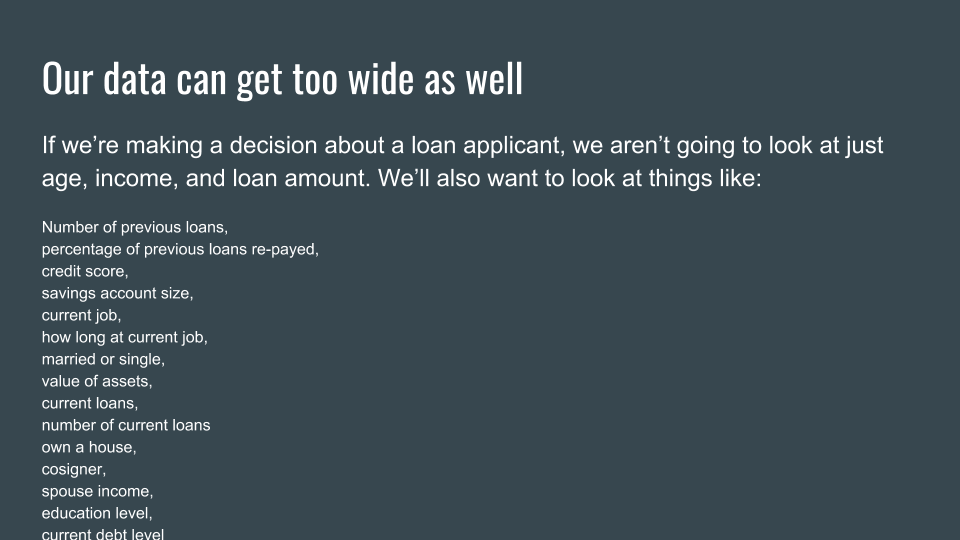 Our data can get too wide as well
If we’re making a decision about a loan applicant, we aren’t going to look at just
age, income, and loan amount. We’ll also want to look at things like:
Number of previous loans,
percentage of previous loans re-payed,
credit score,
savings account size,
current job,
how long at current job,
married or single,
value of assets,
current loans,
number of current loans
own a house,
cosigner,
spouse income,
education level,
current debt level